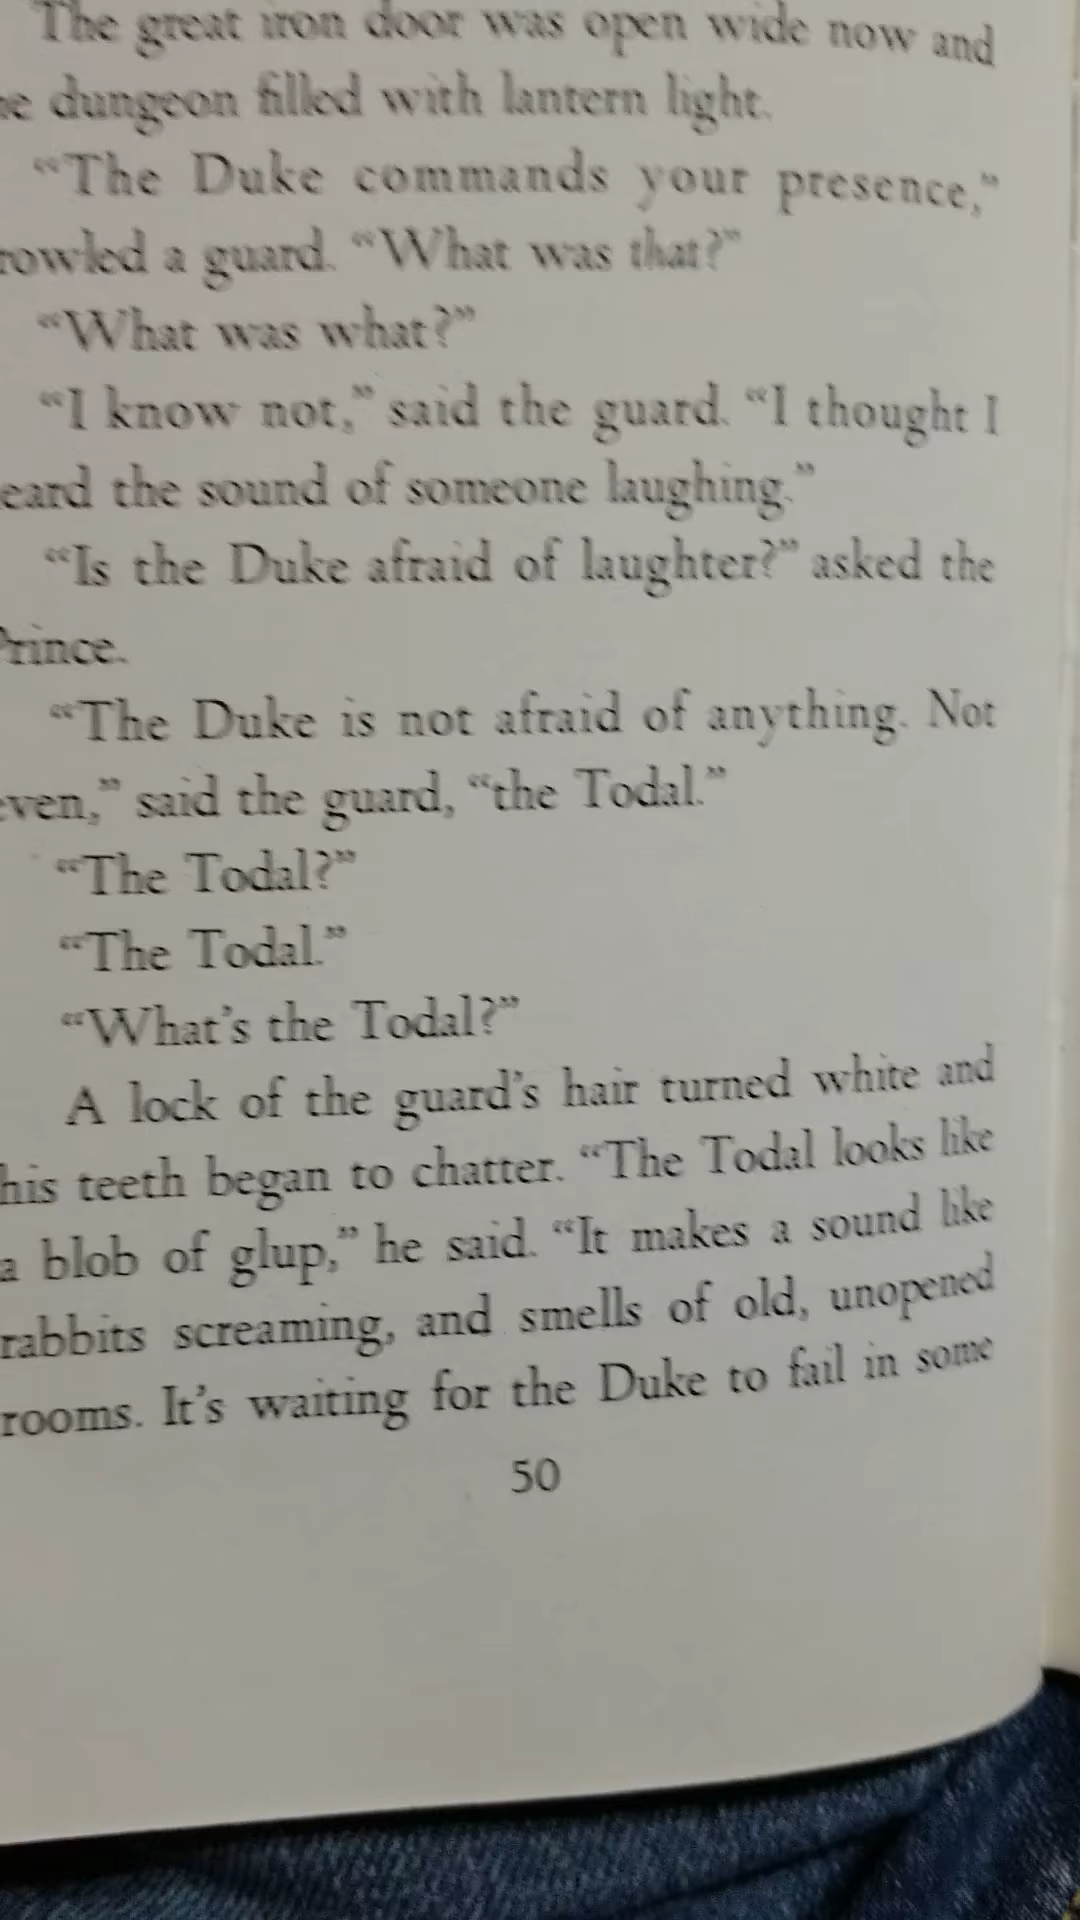 The great iron door was open wide now and
e dungeon filled with lantern light.
“The Duke commands your presence,”
rowled a guard. “What was that?”
“What was what?”
“I know not,” said the guard. “I thought I
eard the sound of someone laughing.”
“Is the Duke afraid of laughter?” asked the
Prince.
“The Duke is not afraid of anything. Not
even,” said the guard, “the Todal.”
“The Todal?”
“The Todal.”
“What’s the Todal?”
A lock of the guard’s hair turned white and
his teeth began to chatter. “The Todal looks like
a blob of glup,” he said. “It makes a sound like
rabbits screaming, and smells of old, unopened
rooms. It’s waiting for the Duke to fail in some
50